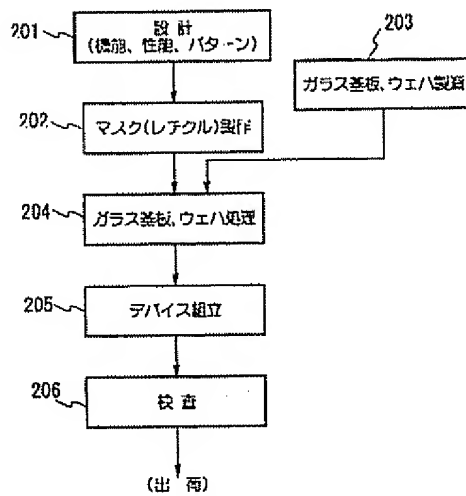 201
設計
(機能、性能、パターン)
203
ガラス基板、ウェハ製造
202
マスク(レチクル)製作
204
ガラス基板、ウェハ処理
205
デバイス組立
206
検査
(出荷)